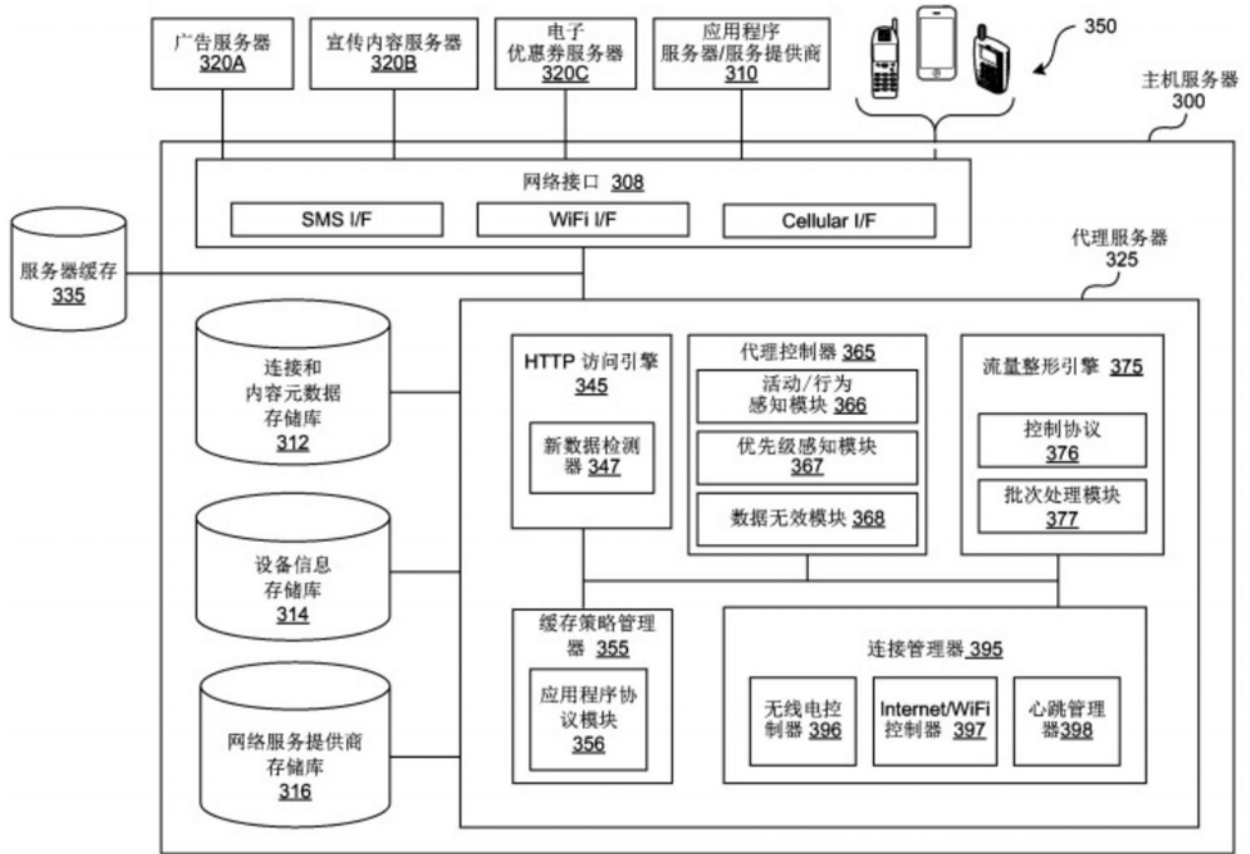 广告服务器
320A
宣传内容服务器
320B
电子
优惠券服务器
320C
应用程序
服务器/服务提供商
310
350
主机服务器
300
网络接口 308
SMS I/F
WiFi I/F
Cellular I/F
服务器缓存
335
代理服务器
325
连接和
内容元数据
存储库
312
HTTP 访问引擎
345
新数据检测
器 347
代理控制器 365
活动/行为
感知模块 366
优先级感知模块
367
数据无效模块 368
流量整形引擎 375
控制协议
376
批次处理模块
377
设备信息
存储库
314
缓存策略管理
器 355
应用程序协
议模块
356
连接管理器 395
无线电控
制器 396
Internet/WiFi
控制器 397
心跳管理
器398
网络服务提供商
存储库
316